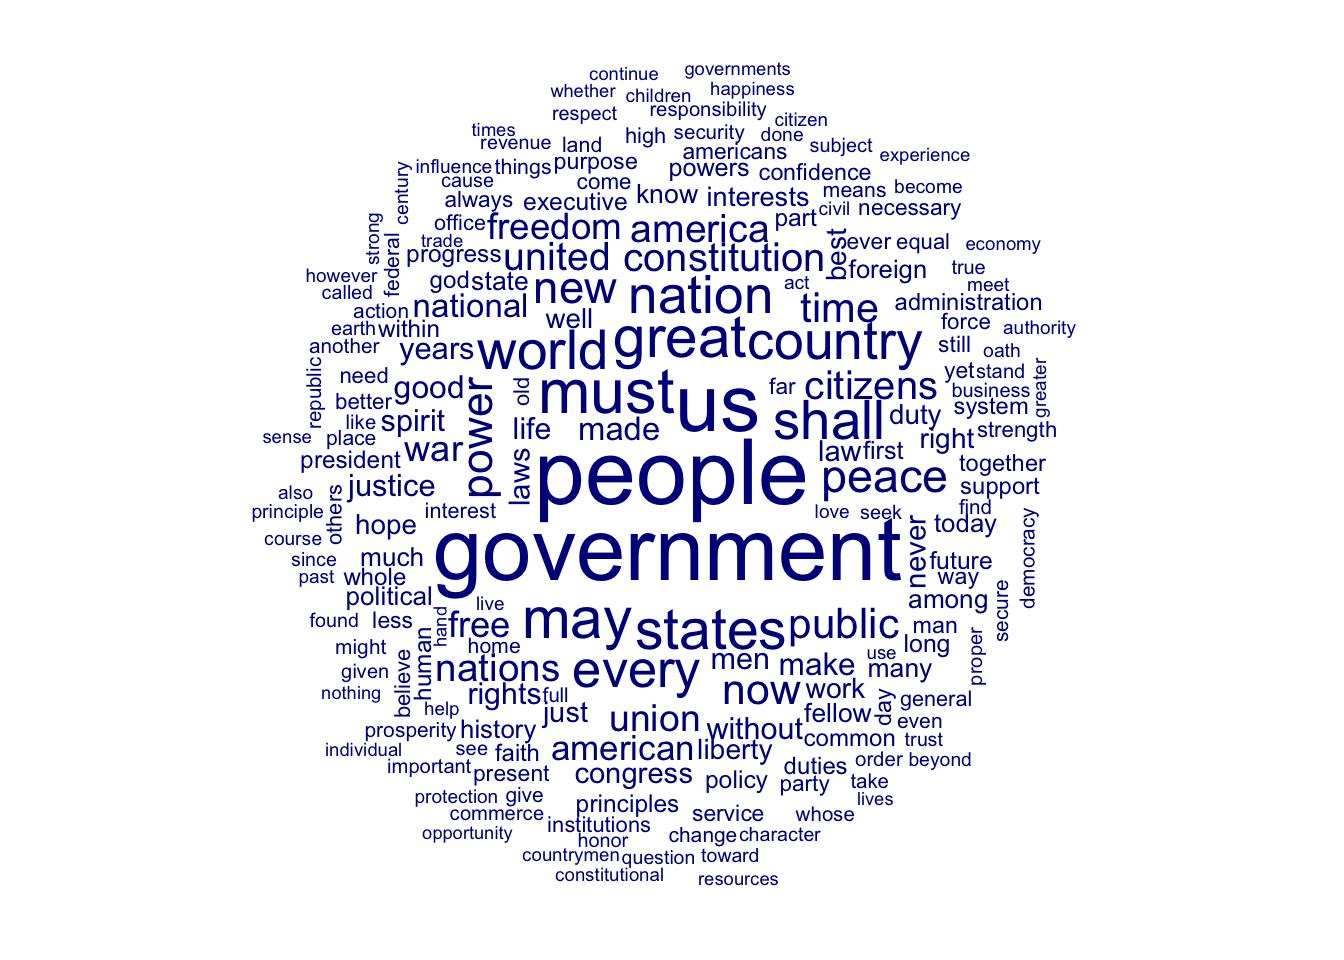 continue governments
whether children happiness
respect responsibility
times revenue land high security done citizen
americans subject
influence things purpose powers confidence experience
century cause come know interests means become
always executive part civil necessary
strong office freedom america best ever equal economy
federal trade progress united constitution foreign true
however god state new nation act meet
called national time administration
action well force authority
earth within great country still oath
another years world
republic need good power old must us far citizens yet stand greater
better business
like spirit life made shall duty system
sense place war law first right strength
president laws people peace together
also justice support
principle others interest love seek find
course hope never today democracy
since much government future
past whole way secure
political live among
found less hand free may states public man
might human home use long proper
given believe nations every men make many
nothing rights full now work day general
help just union fellow even
prosperity history without common trust
individual see faith american liberty order beyond
important present congress policy duties party take
protection give principles lives
commerce service whose
opportunity institutions change character
honor
countrymen question toward
constitutional resources